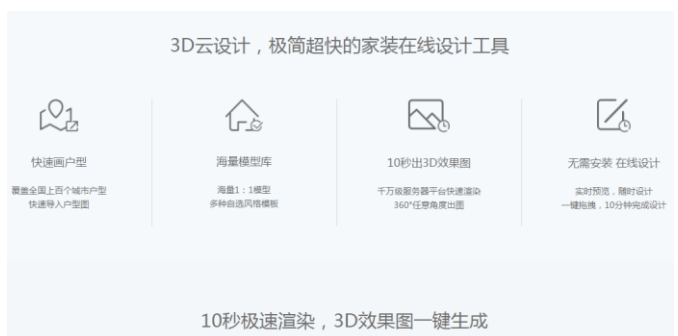 3D云设计，极简超快的家装在线设计工具
快速画户型
覆盖全国上百个城市户型
快速导入户型图
海量模型库
海量1：1模型
多种自选风格模板
10秒出3D效果图
千万级服务器平台快速渲染
360°任意角度出图
无需安装 在线设计
实时预览，随时设计
一键拖拽，10分钟完成设计
10秒极速渲染，3D效果图一键生成